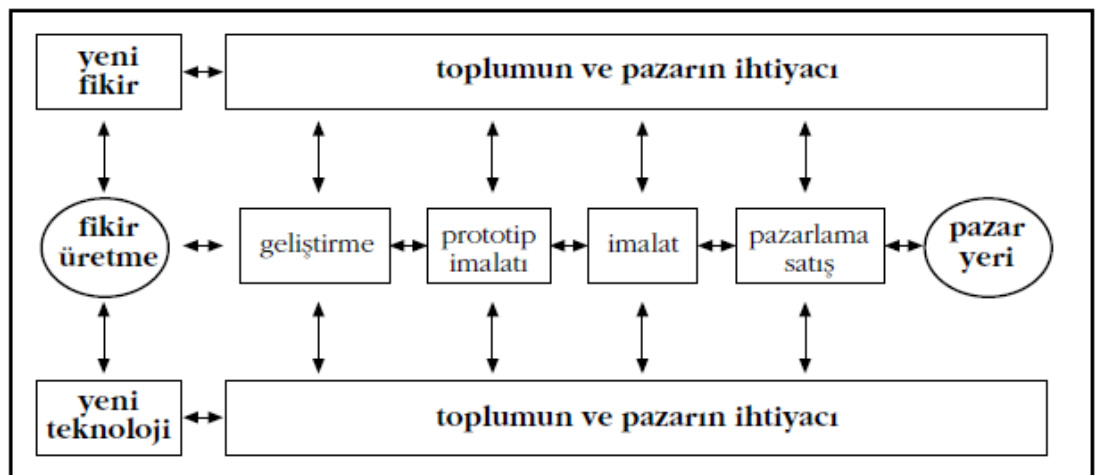 yeni
fikir
toplumun ve pazarın ihtiyacı
fikir
üretme
geliştirme
prototip
imalatı
imalat
pazarlama
satış
pazar
yeri
yeni
teknoloji
toplumun ve pazarın ihtiyacı